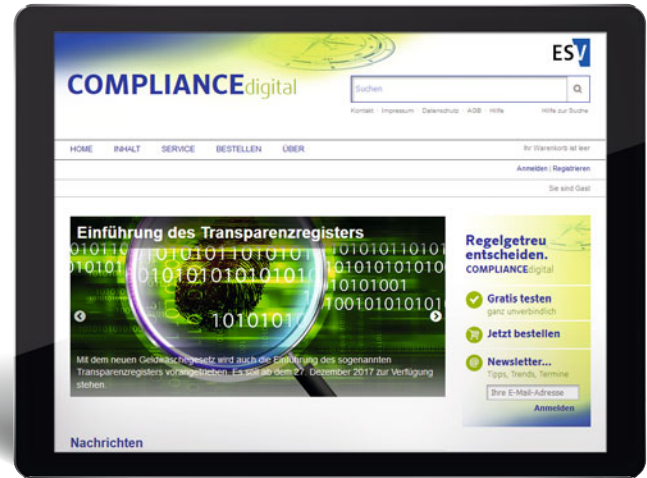 ESV
COMPLIANCEdigital
Suchen
Kontakt | Impressum | Datenschutz | AGB | Hilfe
Hilfe zur Suche
HOME INHALT SERVICE BESTELLEN ÜBER
Ihr Warenkorb ist leer
Anmelden | Registrieren
Sie sind Gast
Einführung des Transparenzregisters
Mit dem neuen Geldwäschegesetz wird auch die Einführung des sogenannten
Transparenzregisters vorangetrieben. Es soll ab dem 27. Dezember 2017 zur Verfügung
stehen.
Regelgetreu
entscheiden.
COMPLIANCEdigital
Gratis testen
ganz unverbindlich
Jetzt bestellen
Newsletter...
Tipps, Trends, Termine
Ihre E-Mail-Adresse
Anmelden
Nachrichten